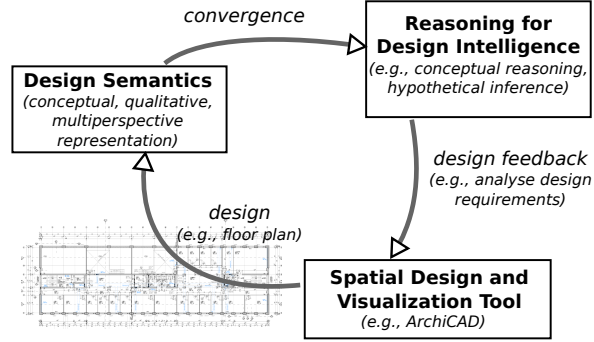 convergence
Reasoning for
Design Intelligence
(e.g., conceptual reasoning,
hypothetical inference)
Design Semantics
(conceptual, qualitative,
multiperspective
representation)
design feedback
(e.g., analyse design
requirements)
design
(e.g., floor plan)
Spatial Design and
Visualization Tool
(e.g., ArchiCAD)